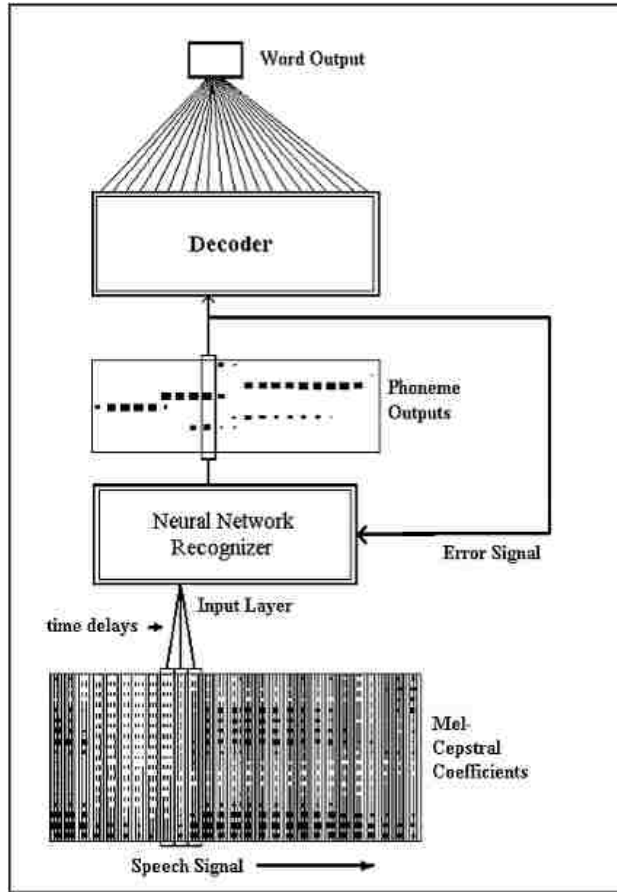 Word Output
Decoder
Phoneme
Outputs
Neural Network
Recognizer
Error Signal
Input Layer
time delays
Mel-
Cepstral
Coefficients
Speech Signal